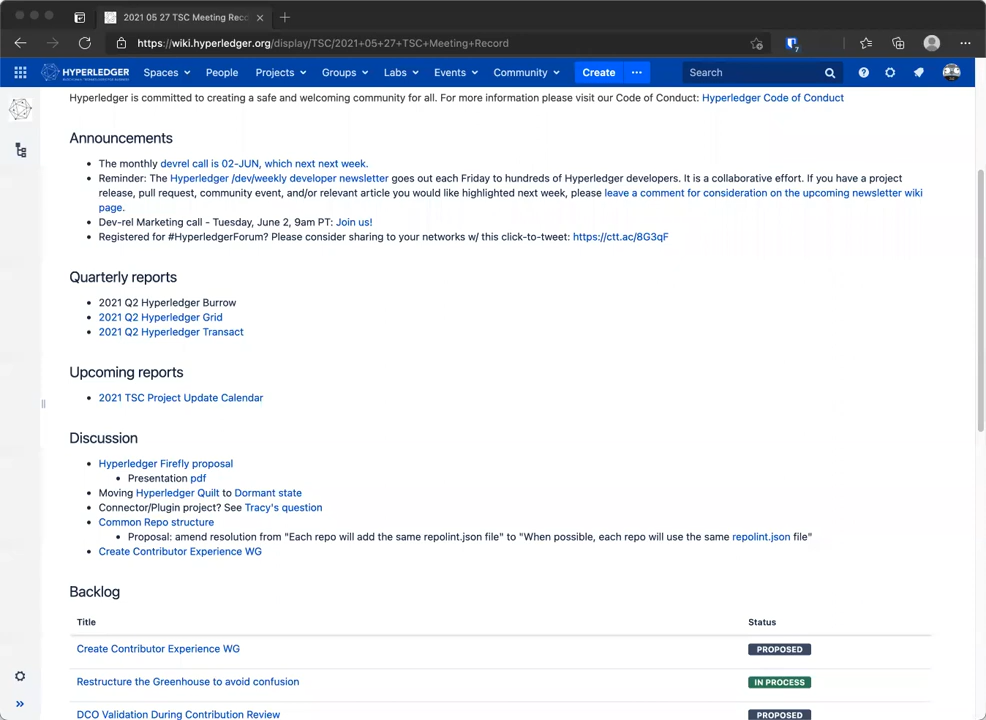 2021 05 27 TSC Meeting Rec
https://wiki.hyperledger.org/display/TSC/2021+05+27+TSC+Meeting+Record
7
HYPERLEDGER Spaces People Projects Groups Labs Events Community Create ··· Search
Hyperledger is committed to creating a safe and welcoming community for all. For more information please visit our Code of Conduct: Hyperledger Code of Conduct
Announcements
• The monthly devrel call is 02-JUN, which next next week.
• Reminder: The Hyperledger /dev/weekly developer newsletter goes out each Friday to hundreds of Hyperledger developers. It is a collaborative effort. If you have a project
release, pull request, community event, and/or relevant article you would like highlighted next week, please leave a comment for consideration on the upcoming newsletter wiki
page.
• Dev-rel Marketing call - Tuesday, June 2, 9am PT: Join us!
• Registered for #HyperledgerForum? Please consider sharing to your networks w/ this click-to-tweet: https://ctt.ac/8G3qF
Quarterly reports
• 2021 Q2 Hyperledger Burrow
• 2021 Q2 Hyperledger Grid
• 2021 Q2 Hyperledger Transact
Upcoming reports
• 2021 TSC Project Update Calendar
Discussion
• Hyperledger Firefly proposal
• Presentation pdf
• Moving Hyperledger Quilt to Dormant state
• Connector/Plugin project? See Tracy's question
• Common Repo structure
• Proposal: amend resolution from "Each repo will add the same repolint.json file" to "When possible, each repo will use the same repolint.json file"
• Create Contributor Experience WG
Backlog
Title Status
Create Contributor Experience WG PROPOSED
Restructure the Greenhouse to avoid confusion IN PROCESS
DCO Validation During Contribution Review PROPOSED